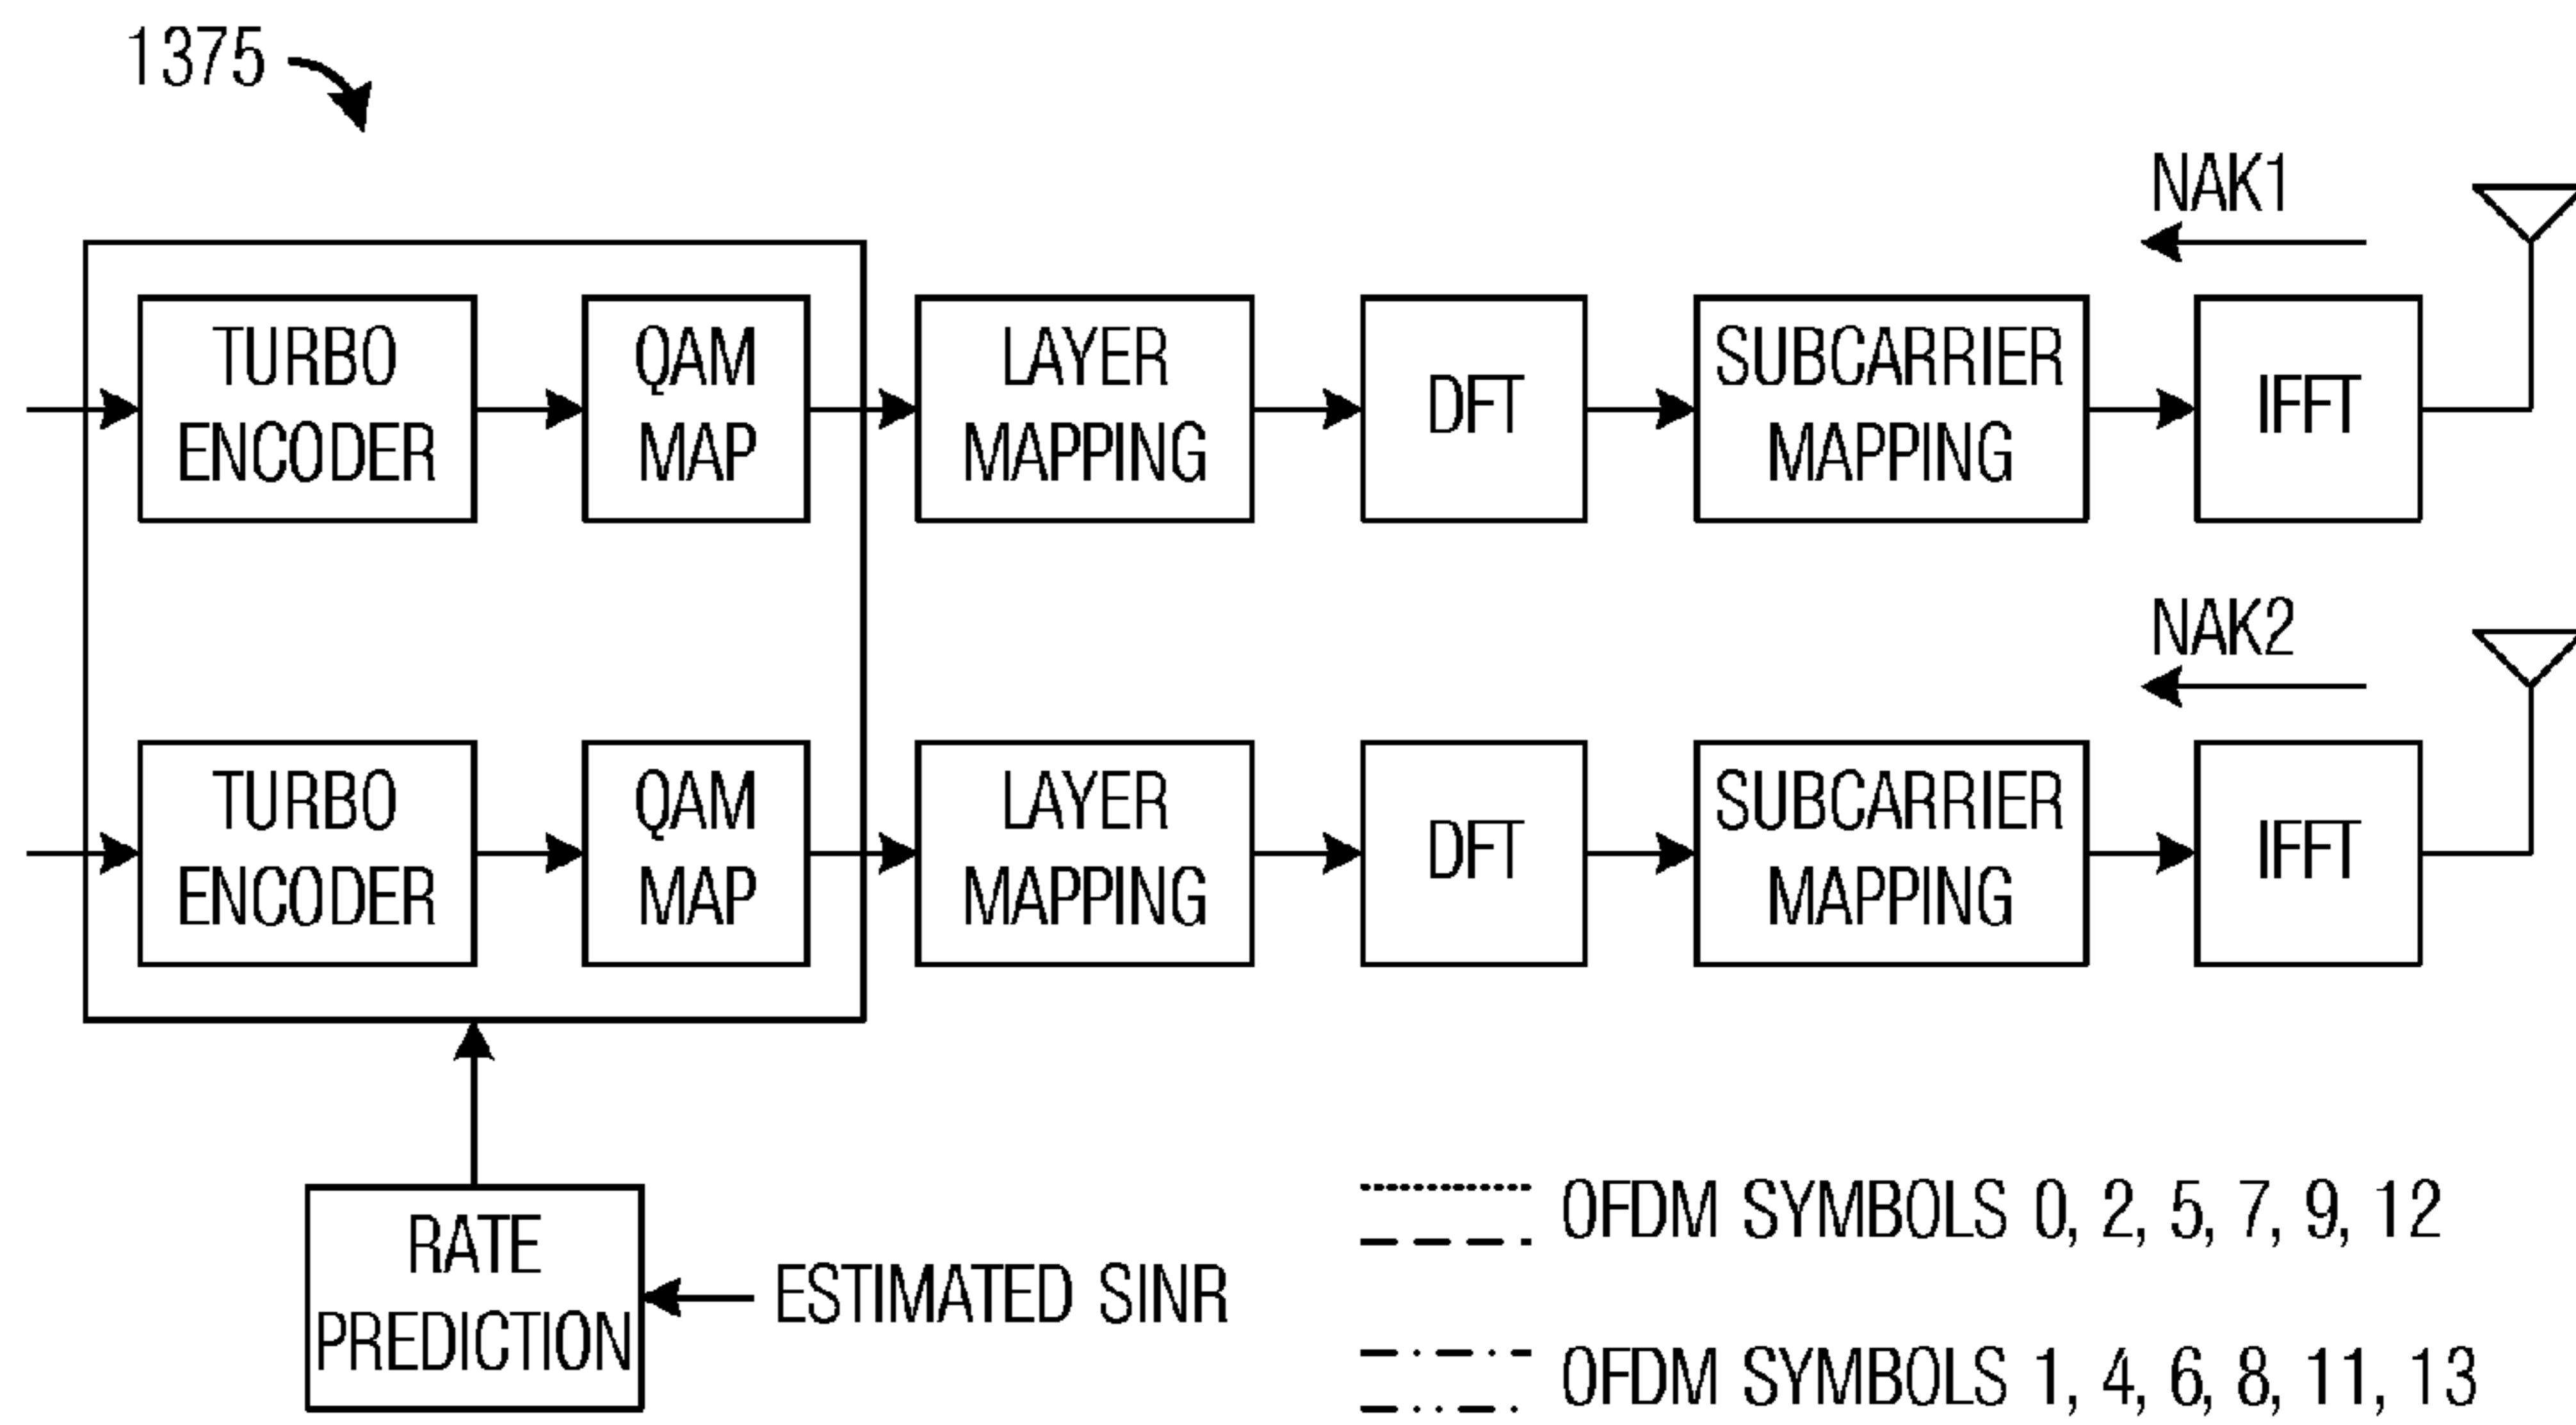 1375
NAK1
TURBO
ENCODER
QAM
MAP
LAYER
MAPPING
DFT
SUBCARRIER
MAPPING
IFFT
NAK2
TURBO
ENCODER
QAM
MAP
LAYER
MAPPING
DFT
SUBCARRIER
MAPPING
IFFT
RATE
PREDICTION
ESTIMATED SINR
OFDM SYMBOLS 0, 2, 5, 7, 9, 12
OFDM SYMBOLS 1, 4, 6, 8, 11, 13